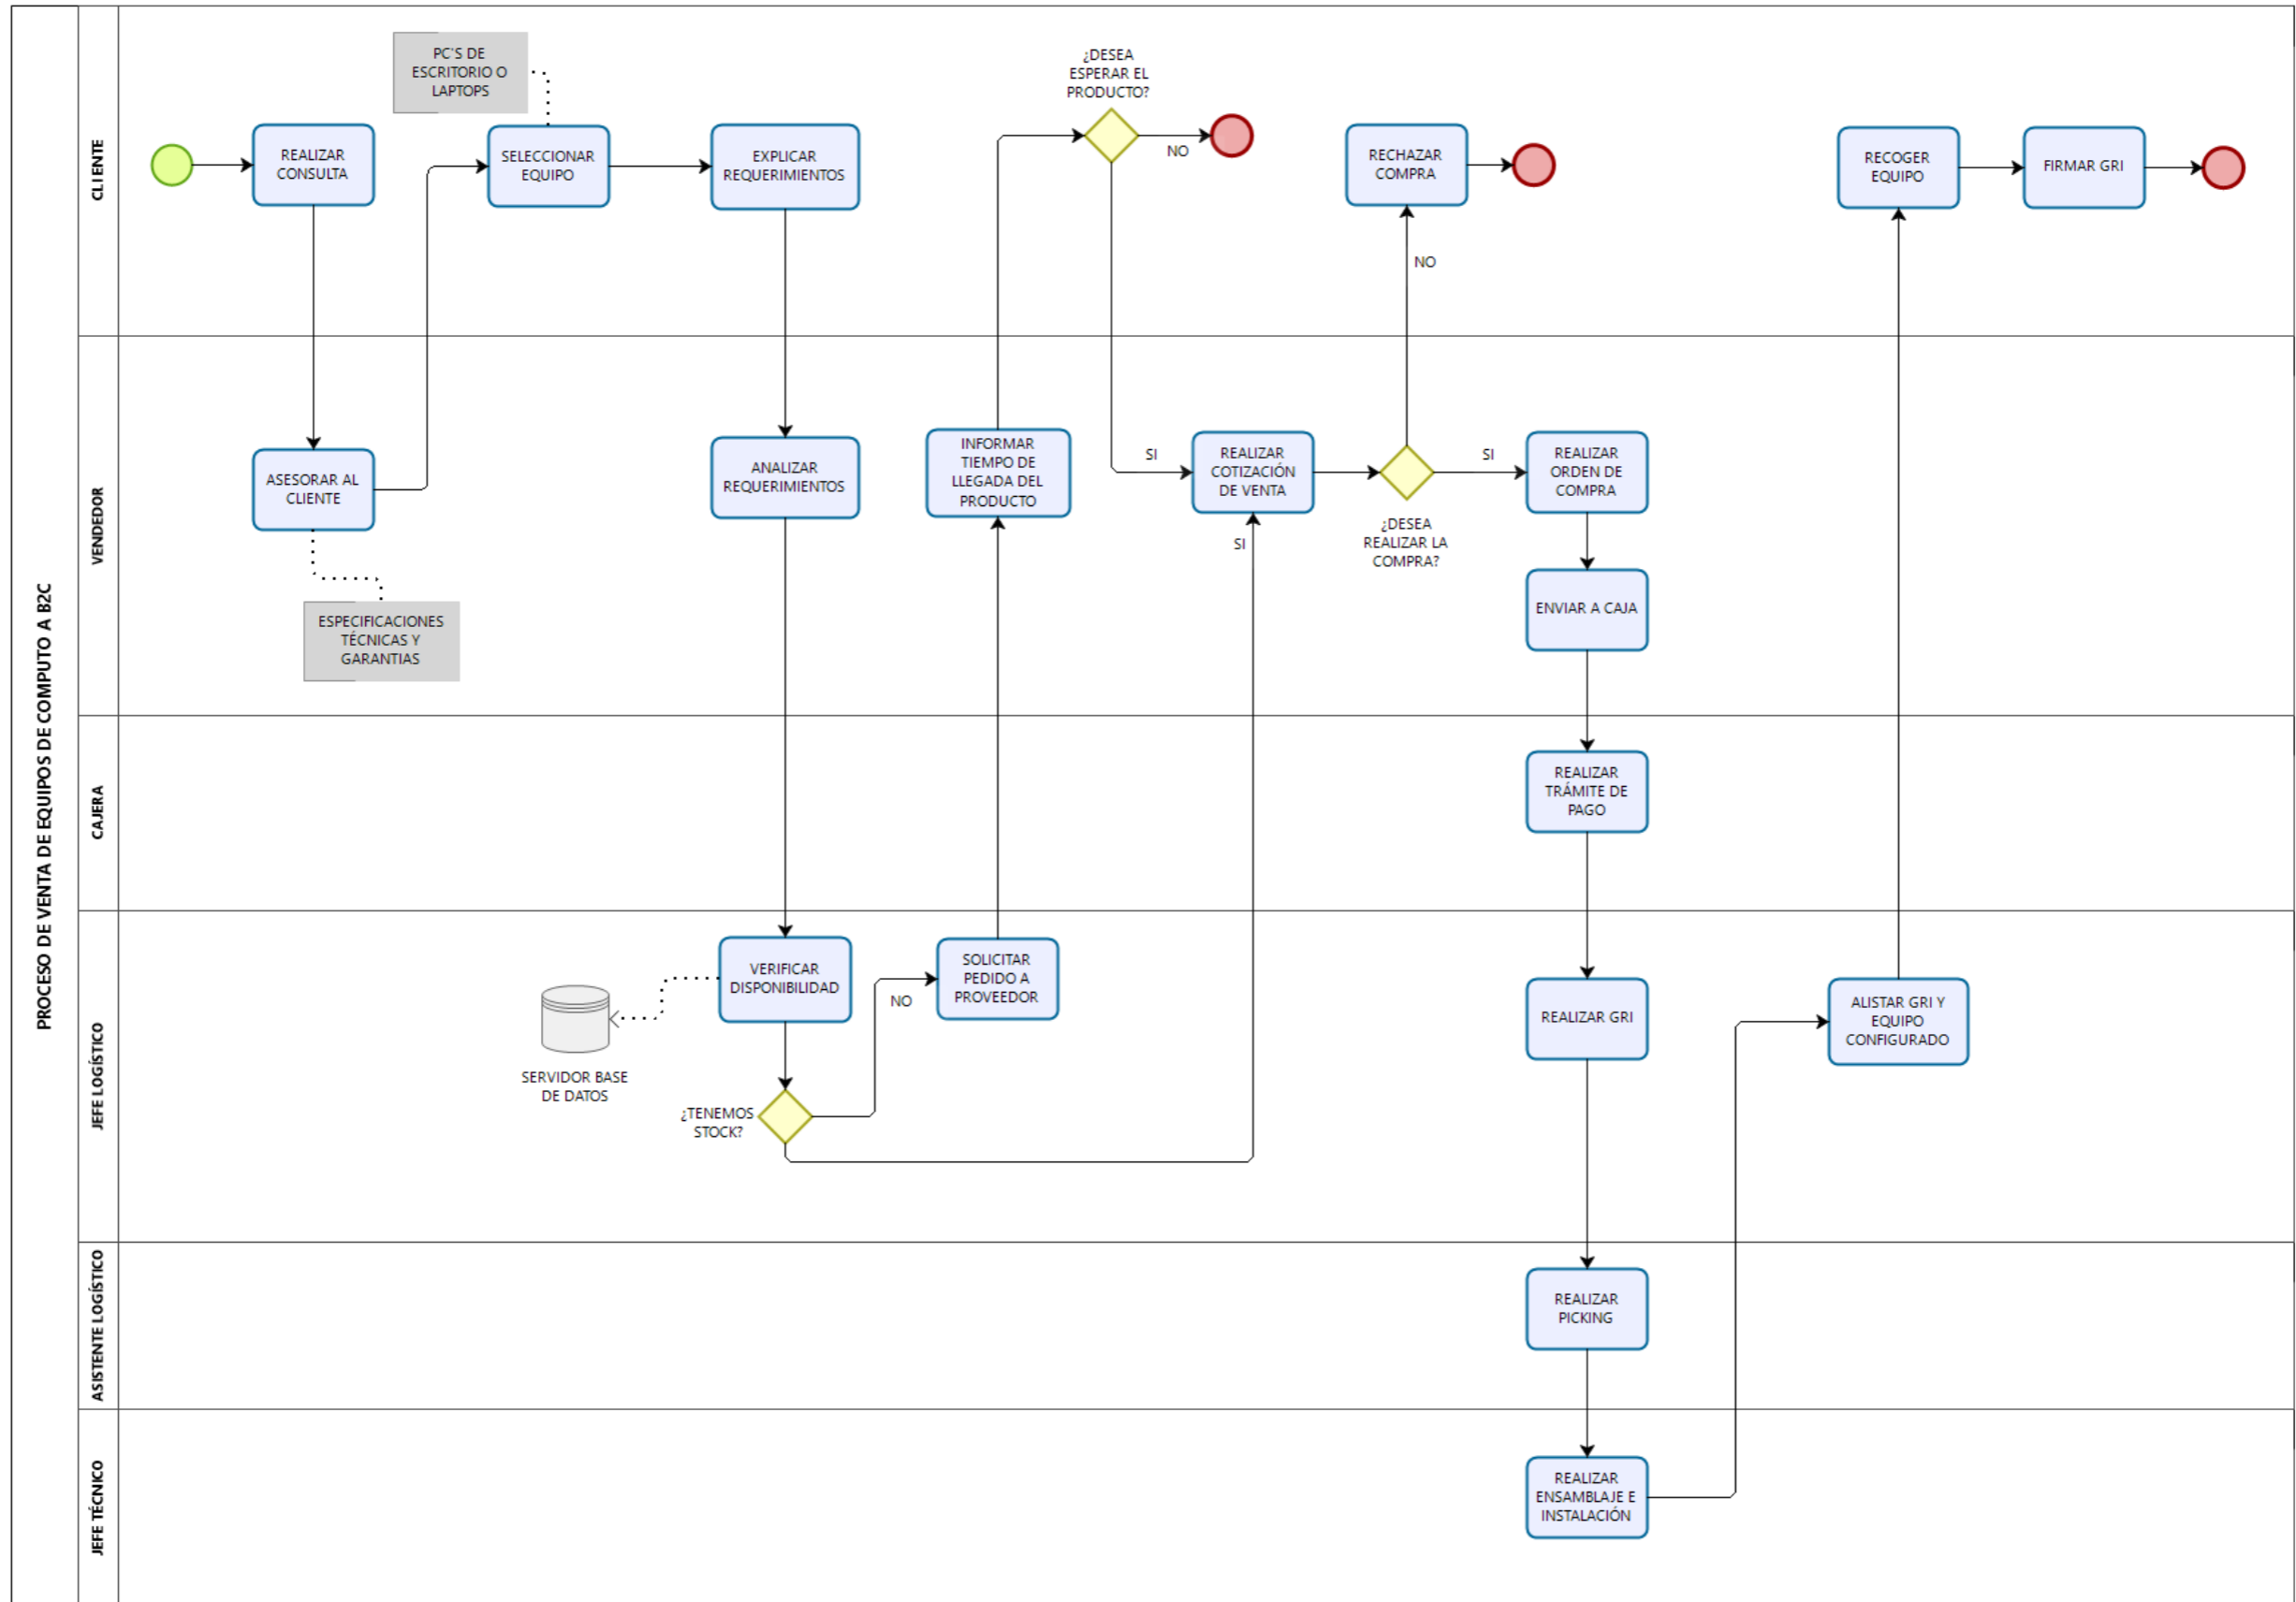 PROCESO DE VENTA DE EQUIPOS DE COMPUTO A B2C
CLIENTE
PC'S DE
ESCRITORIO O
LAPTOPS
REALIZAR
CONSULTA
SELECCIONAR
EQUIPO
EXPLICAR
REQUERIMIENTOS
¿DESEA
ESPERAR EL
PRODUCTO?
NO
RECHAZAR
COMPRA
NO
RECOGER
EQUIPO
FIRMAR GRI
VENDEDOR
ASESORAR AL
CLIENTE
ESPECIFICACIONES
TÉCNICAS Y
GARANTIAS
ANALIZAR
REQUERIMIENTOS
INFORMAR
TIEMPO DE
LLEGADA DEL
PRODUCTO
SI
REALIZAR
COTIZACIÓN
DE VENTA
SI
¿DESEA
REALIZAR LA
COMPRA?
SI
REALIZAR
ORDEN DE
COMPRA
ENVIAR A CAJA
CAJERA
REALIZAR
TRÁMITE DE
PAGO
JEFE LOGÍSTICO
VERIFICAR
DISPONIBILIDAD
SERVIDOR BASE
DE DATOS
¿TENEMOS
STOCK?
NO
SOLICITAR
PEDIDO A
PROVEEDOR
REALIZAR GRI
ALISTAR GRI Y
EQUIPO
CONFIGURADO
ASISTENTE LOGÍSTICO
REALIZAR
PICKING
JEFE TÉCNICO
REALIZAR
ENSAMBLAJE E
INSTALACIÓN